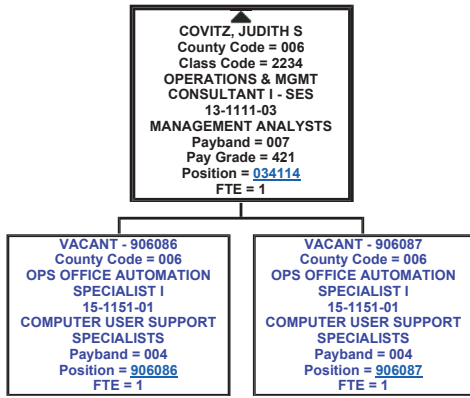 COVITZ, JUDITH S
County Code = 006
Class Code = 2234
OPERATIONS & MGMT
CONSULTANT I - SES
13-1111-03
MANAGEMENT ANALYSTS
Payband = 007
Pay Grade = 421
Position = 034114
FTE = 1
VACANT - 906086
County Code = 006
OPS OFFICE AUTOMATION
SPECIALIST I
15-1151-01
COMPUTER USER SUPPORT
SPECIALISTS
Payband = 004
Position = 906086
FTE = 1
VACANT - 906087
County Code = 006
OPS OFFICE AUTOMATION
SPECIALIST I
15-1151-01
COMPUTER USER SUPPORT
SPECIALISTS
Payband = 004
Position = 906087
FTE = 1